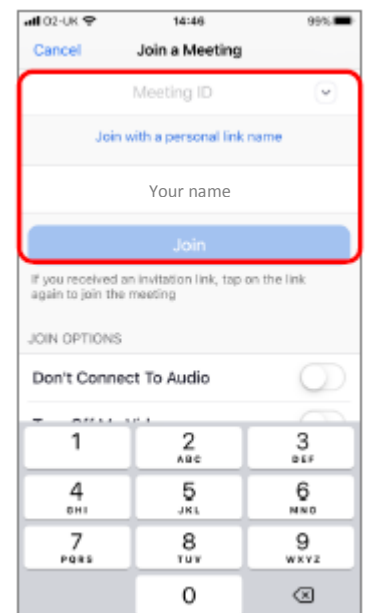 O2-UK 14:46 99%
Cancel Join a Meeting
Meeting ID
Join with a personal link name
Your name
Join
If you received an invitation link, tap on the link
again to join the meeting
JOIN OPTIONS
Don't Connect To Audio
1 2 3
ABC DEF
4 5 6
GHI JKL MNO
7 8 9
PQRS TUV WXYZ
0